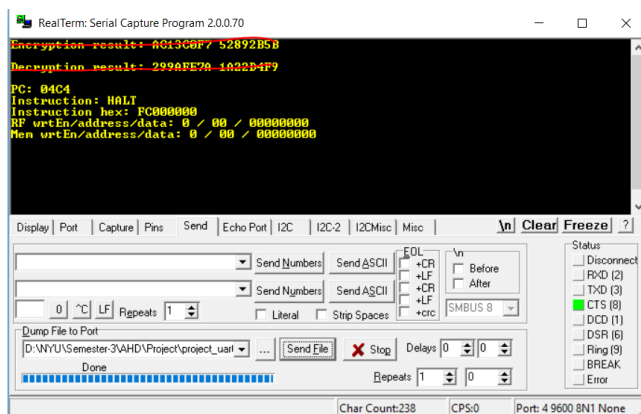 RealTerm: Serial Capture Program 2.0.0.70
Encryption result: AC13C0F7 52892B5B
Decryption result: 299AFE7A 1A22D4F9
PC: 04C4
Instruction: HALT
Instruction hex: FC000000
RF wrtEn/address/data: 0 / 00 / 00000000
Mem wrtEn/address/data: 0 / 00 / 00000000
Display Port Capture Pins Send Echo Port I2C I2C-2 I2CMisc Misc \n Clear Freeze ?
EOL \n Status
Send Numbers Send ASCII +CR Before Disconnect
+LF After RXD (2)
Send Numbers Send ASCII +CR TXD (3)
+LF SMBUS 8 CTS (8)
0 ^C LF Repeats 1 Literal Strip Spaces +crc DCD (1)
Dump File to Port DSR (6)
D:\NYU\Semester-3\AHD\Project\project_uart ... Send File Stop Delays 0 0 Ring (9)
Done BREAK
Repeats 1 0 Error
Char Count:238 CPS:0 Port: 4 9600 8N1 None